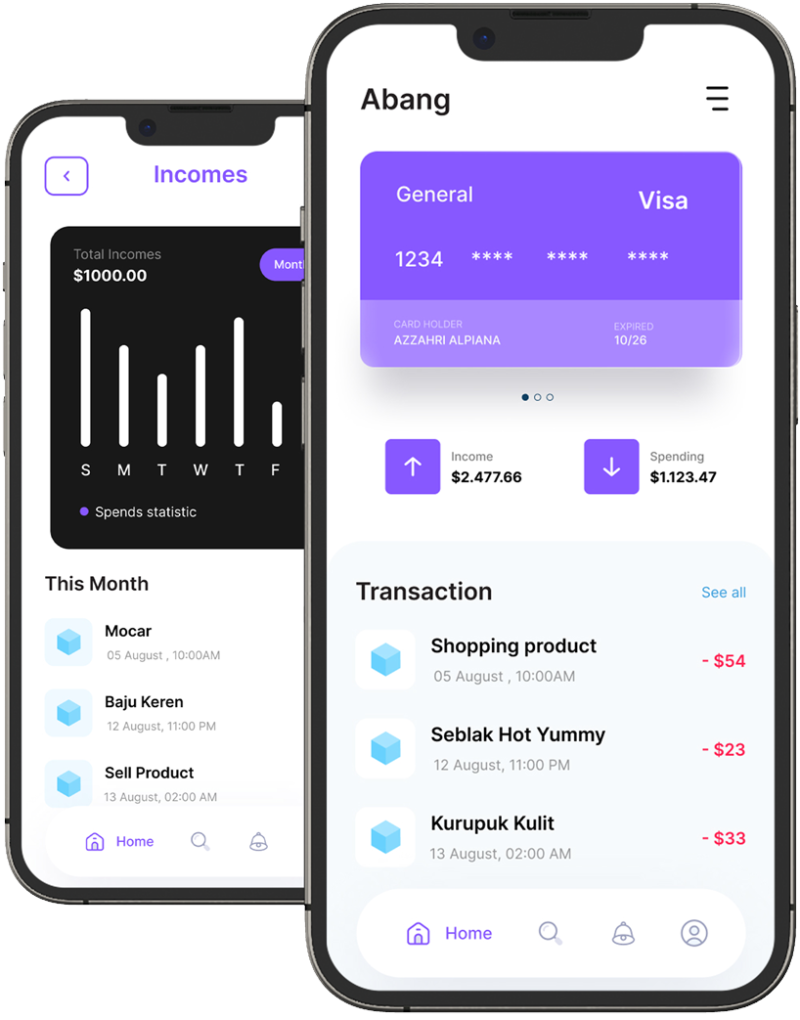 Incomes
Total Incomes
$1000.00
S M T W T F
Spends statistic
This Month
Mocar
05 August , 10:00AM
Baju Keren
12 August, 11:00 PM
Sell Product
13 August, 02:00 AM
Home
Abang
General
Visa
1234 **** **** ****
CARD HOLDER
EXPIRED
AZZAHRI ALPIANA
10/26
Income
$2.477.66
Spending
$1.123.47
Transaction
See all
Shopping product
05 August , 10:00AM
- $54
Seblak Hot Yummy
12 August, 11:00 PM
- $23
Kurupuk Kulit
13 August, 02:00 AM
- $33
Home